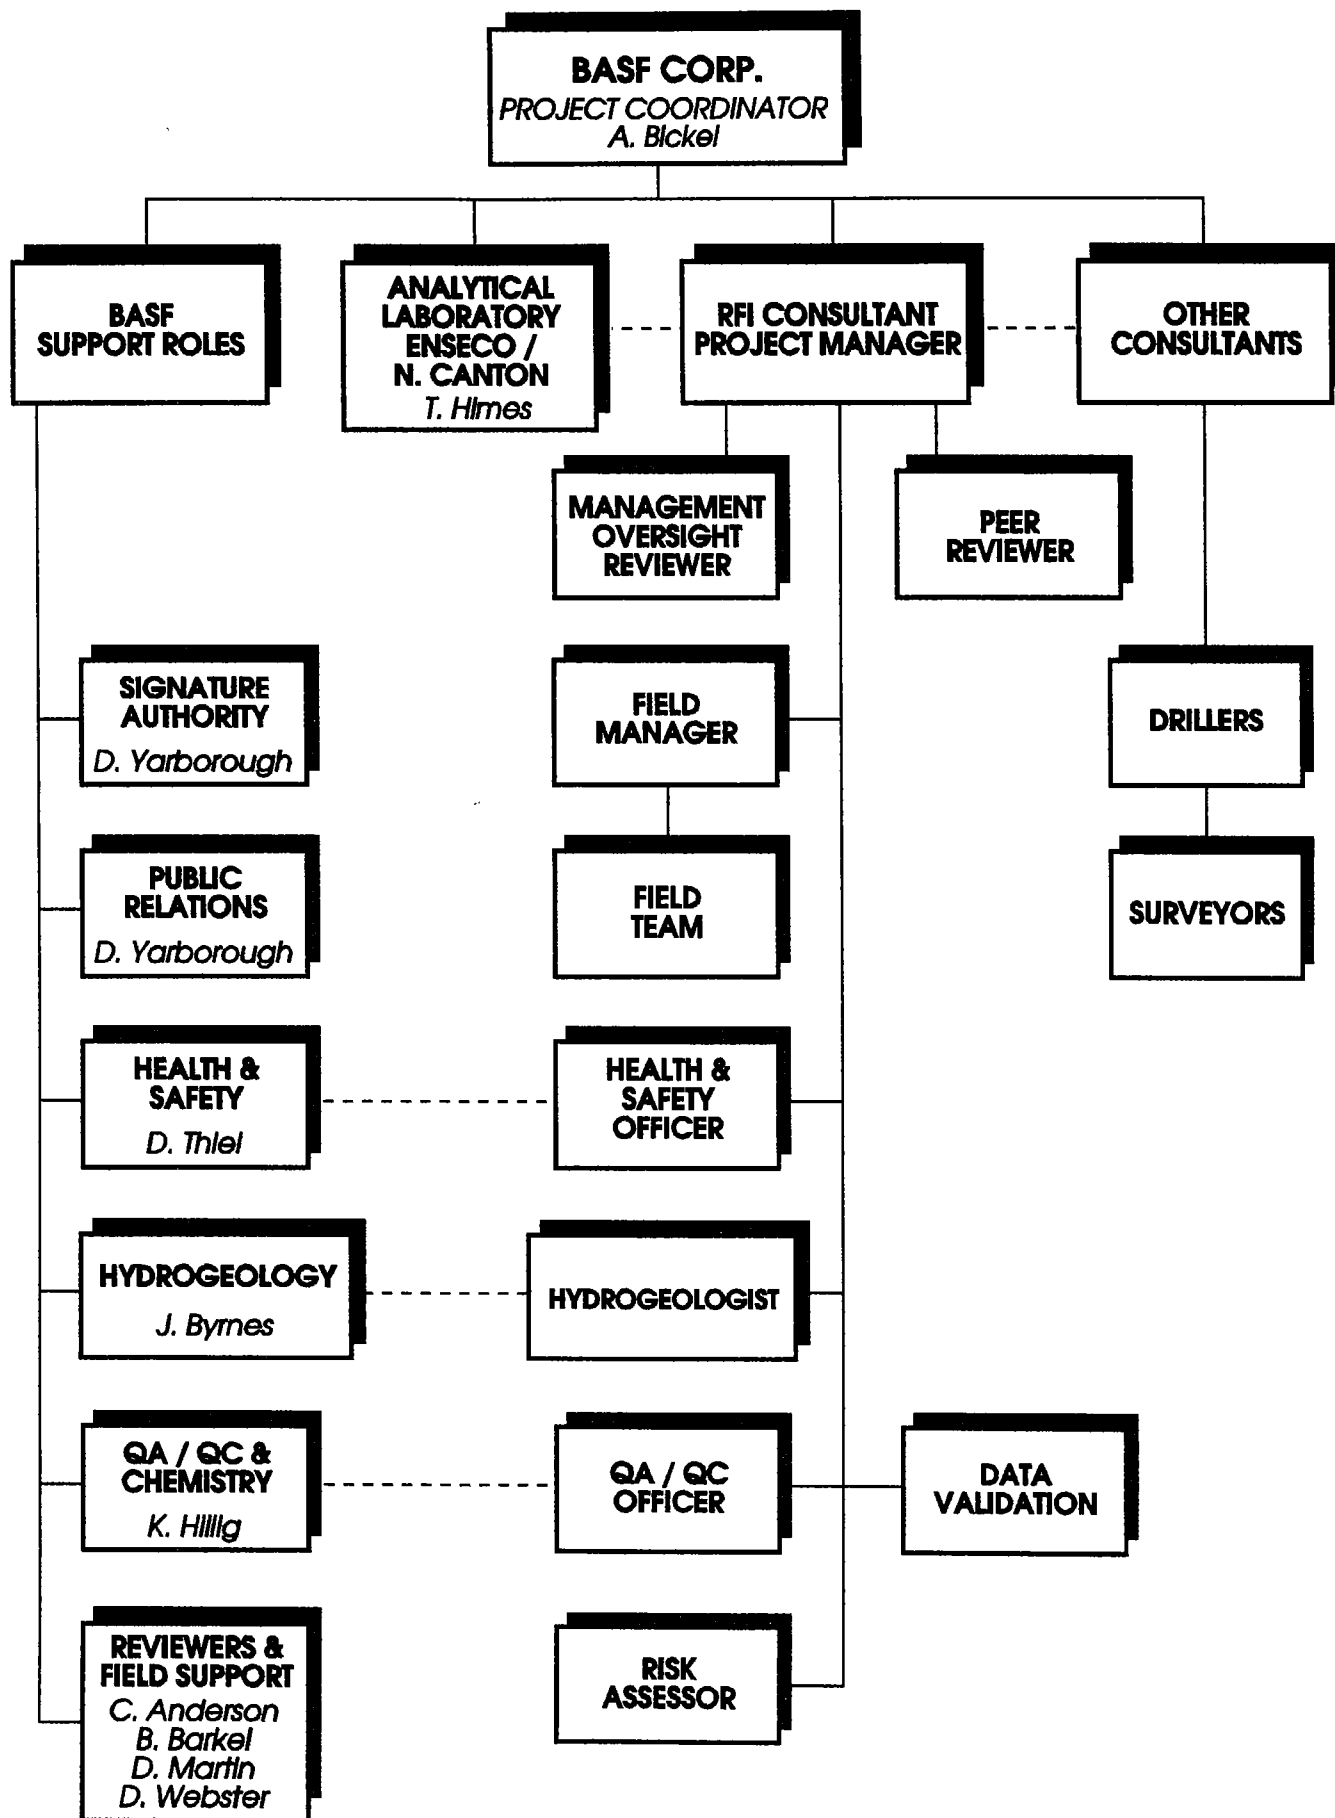 BASF CORP.
PROJECT COORDINATOR
A. Bickel
BASF
SUPPORT ROLES
ANALYTICAL
LABORATORY
ENSECO /
N. CANTON
T. Himes
RFI CONSULTANT
PROJECT MANAGER
OTHER
CONSULTANTS
MANAGEMENT
OVERSIGHT
REVIEWER
PEER
REVIEWER
SIGNATURE
AUTHORITY
D. Yarborough
FIELD
MANAGER
DRILLERS
PUBLIC
RELATIONS
D. Yarborough
FIELD
TEAM
SURVEYORS
HEALTH &
SAFETY
D. Thiel
HEALTH &
SAFETY
OFFICER
HYDROGEOLOGY
J. Byrnes
HYDROGEOLOGIST
QA / QC &
CHEMISTRY
K. Hillig
QA / QC
OFFICER
DATA
VALIDATION
REVIEWERS &
FIELD SUPPORT
C. Anderson
B. Barkel
D. Martin
D. Webster
RISK
ASSESSOR